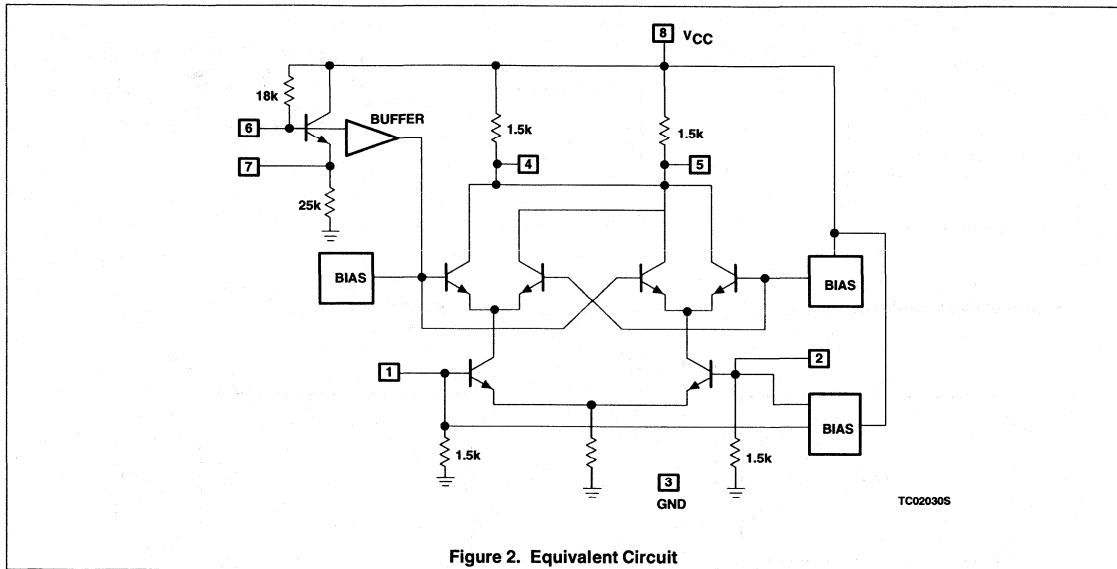 8 VCC
18k
6
BUFFER
1.5k
1.5k
7
4
5
25k
BIAS
BIAS
1
2
BIAS
1.5k
1.5k
3
GND
TC02030S
Figure 2. Equivalent Circuit